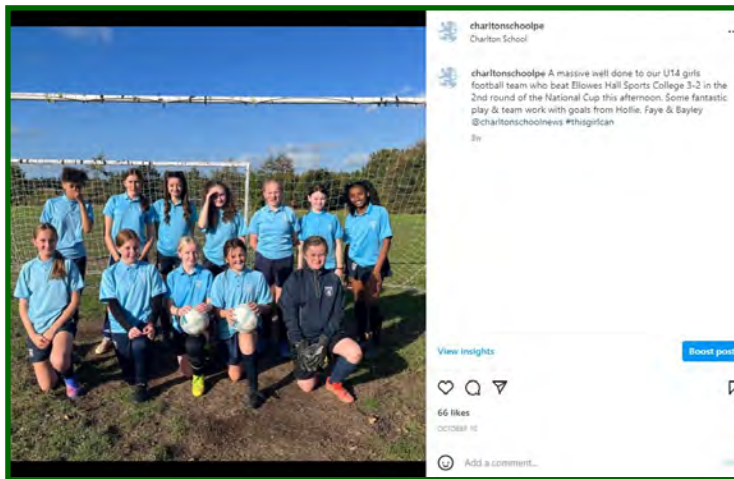 charltonschoolpe
Charlton School
charltonschoolpe A massive well done to our U14 girls
football team who beat Ellowes Hall Sports College 3-2 in the
2nd round of the National Cup this afternoon. Some fantastic
play & team work with goals from Hollie, Faye & Bayley
@charltonschoolnews #thisgirlcan
8w
View insights
Boost post
66 likes
Add a comment...